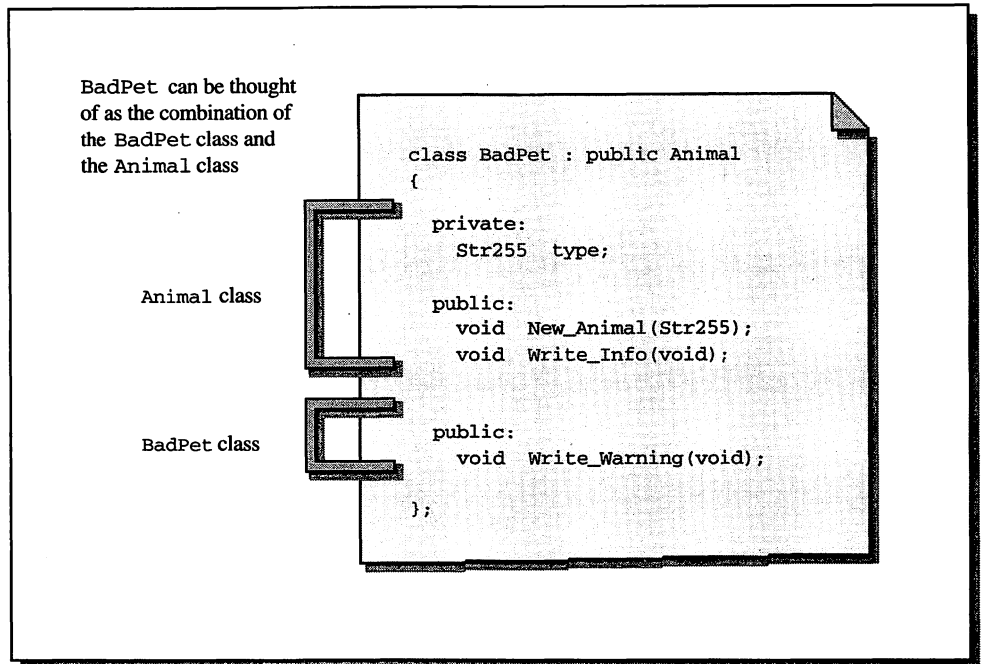 BadPet can be thought
of as the combination of
the BadPet class and
the Animal class
class BadPet : public Animal
{
private:
Str255 type;
Animal class
public:
void New_Animal(Str255);
void Write_Info(void);
BadPet class
public:
void Write_Warning(void);
};